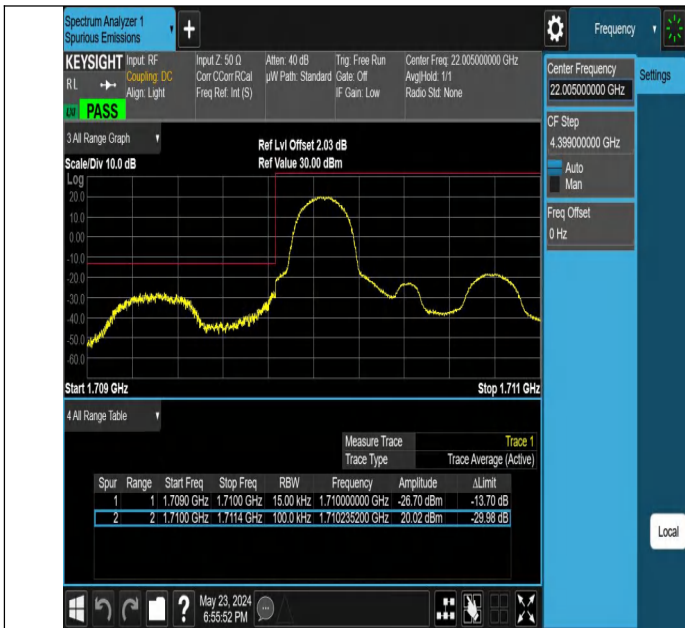 Spectrum Analyzer 1
Spurious Emissions
Frequency
KEYSIGHT
RL
LXI
PASS
Input: RF
Coupling: DC
Align: Light
Input Z: 50 Ω
Corr CCorr RCal
Freq Ref: Int (S)
Atten: 40 dB
µW Path: Standard
Trig: Free Run
Gate: Off
IF Gain: Low
Center Freq: 22.005000000 GHz
Avg|Hold: 1/1
Radio Std: None
Center Frequency
22.005000000 GHz
Settings
CF Step
4.399000000 GHz
Auto
Man
Freq Offset
0 Hz
3 All Range Graph
Scale/Div 10.0 dB
Ref Lvl Offset 2.03 dB
Ref Value 30.00 dBm
Log
20.0
10.0
0.00
-10.0
-20.0
-30.0
-40.0
-50.0
-60.0
Start 1.709 GHz
Stop 1.711 GHz
4 All Range Table
Measure Trace Trace 1
Trace Type Trace Average (Active)
Spur Range Start Freq Stop Freq RBW Frequency Amplitude ΔLimit
1 1 1.7090 GHz 1.7100 GHz 15.00 kHz 1.710000000 GHz -26.70 dBm -13.70 dB
2 2 1.7100 GHz 1.7114 GHz 100.0 kHz 1.710235200 GHz 20.02 dBm -29.98 dB
Local
?
May 23, 2024
6:55:52 PM